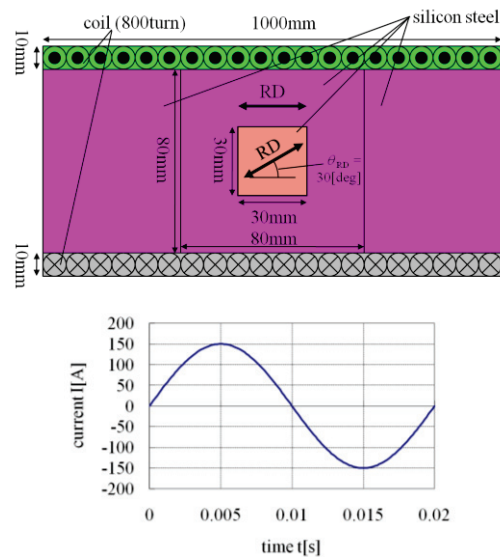 coil (800turn)
1000mm
silicon steel
10mm
RD
80mm
30mm
RD
θRD =
30[deg]
30mm
80mm
10mm
200
150
100
50
0
-50
-100
-150
-200
current I[A]
0
0.005
0.01
0.015
0.02
time t[s]